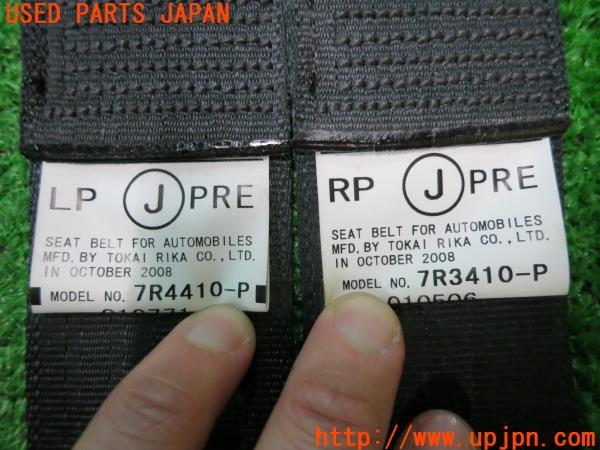 USED PARTS JAPAN
LP J PRE
SEAT BELT FOR AUTOMOBILES
MFD. BY TOKAI RIKA CO., LTD.
IN OCTOBER 2008
MODEL NO. 7R4410-P
RP J PRE
SEAT BELT FOR AUTOMOBILES
MFD. BY TOKAI RIKA CO., LTD.
IN OCTOBER 2008
MODEL NO. 7R3410-P
010506
http://www.upjpn.com/